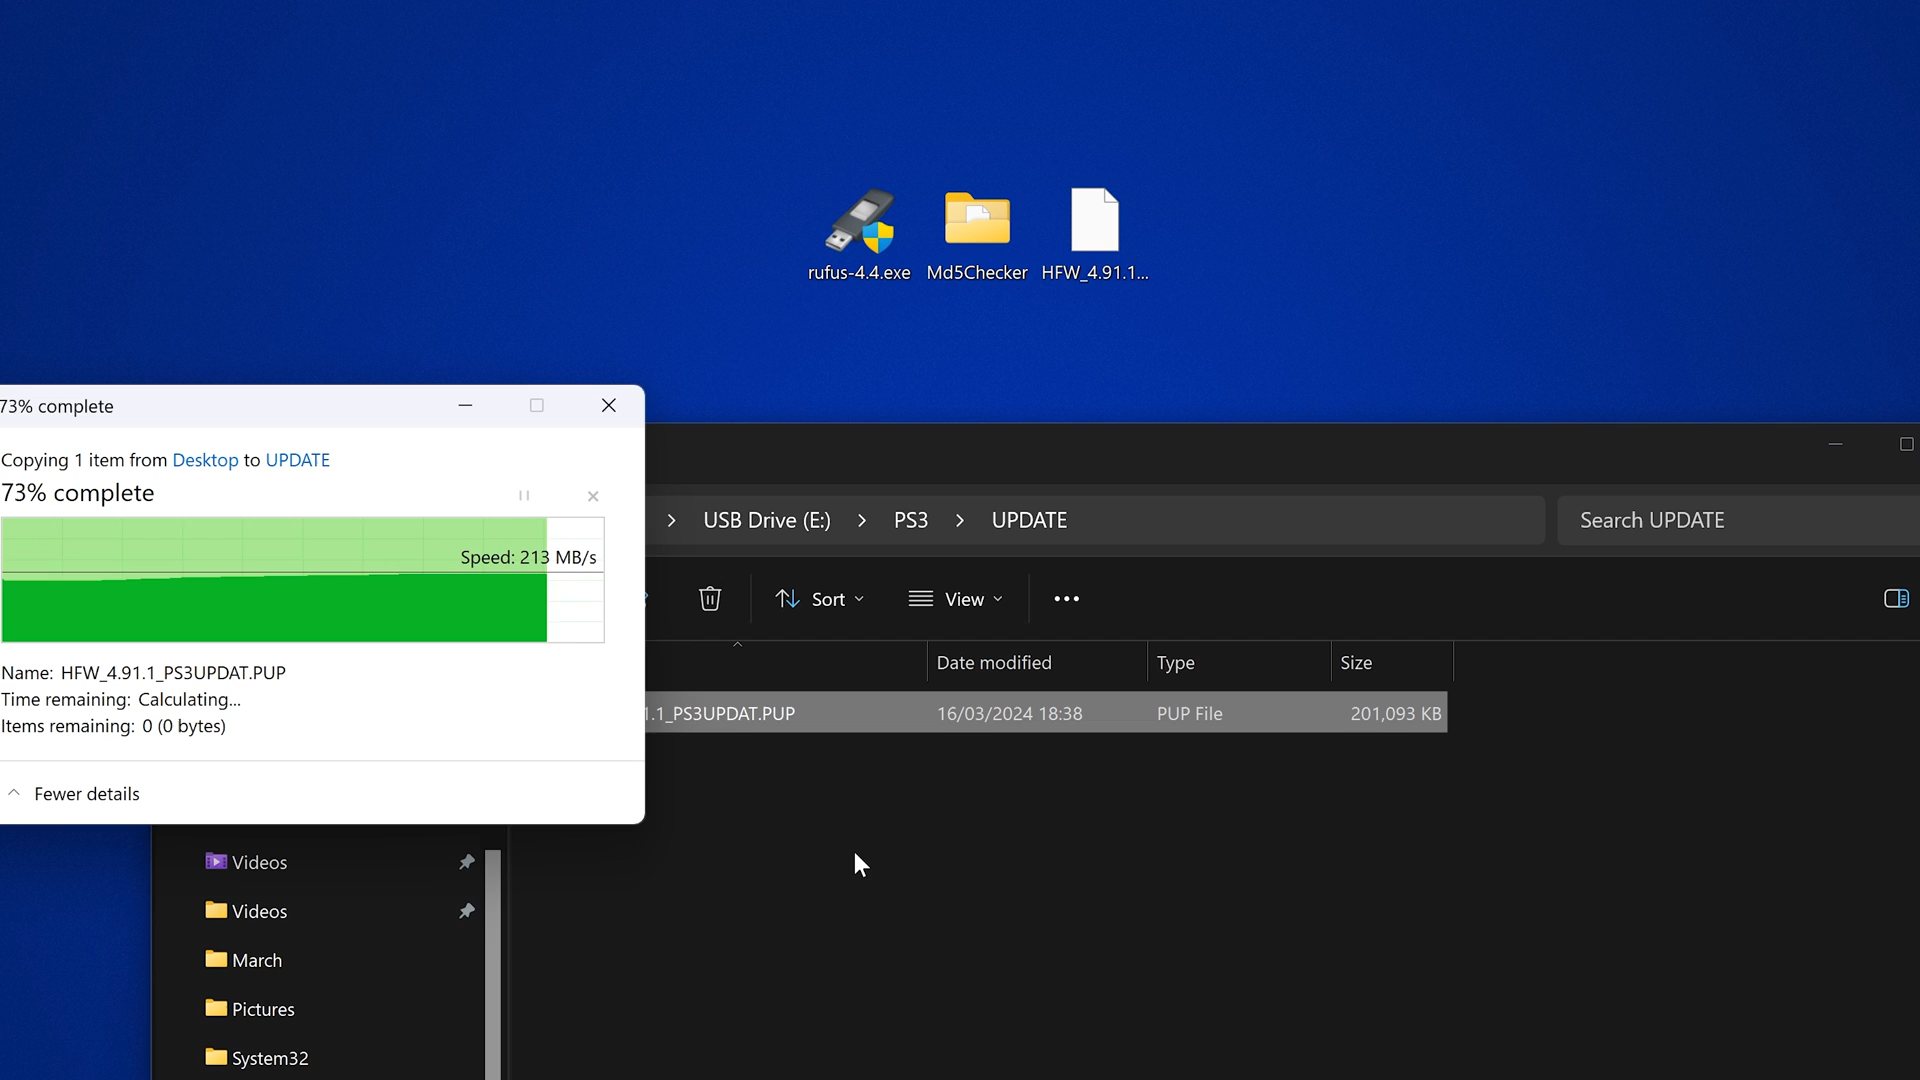 rufus-4.4.exe
Md5Checker
HFW_4.91.1...
73% complete
Copying 1 item from Desktop to UPDATE
73% complete
Speed: 213 MB/s
Name: HFW_4.91.1_PS3UPDAT.PUP
Time remaining: Calculating...
Items remaining: 0 (0 bytes)
Fewer details
USB Drive (E:) > PS3 > UPDATE
Search UPDATE
Sort
View
Date modified
Type
Size
1.1_PS3UPDAT.PUP
16/03/2024 18:38
PUP File
201,093 KB
Videos
Videos
March
Pictures
System32